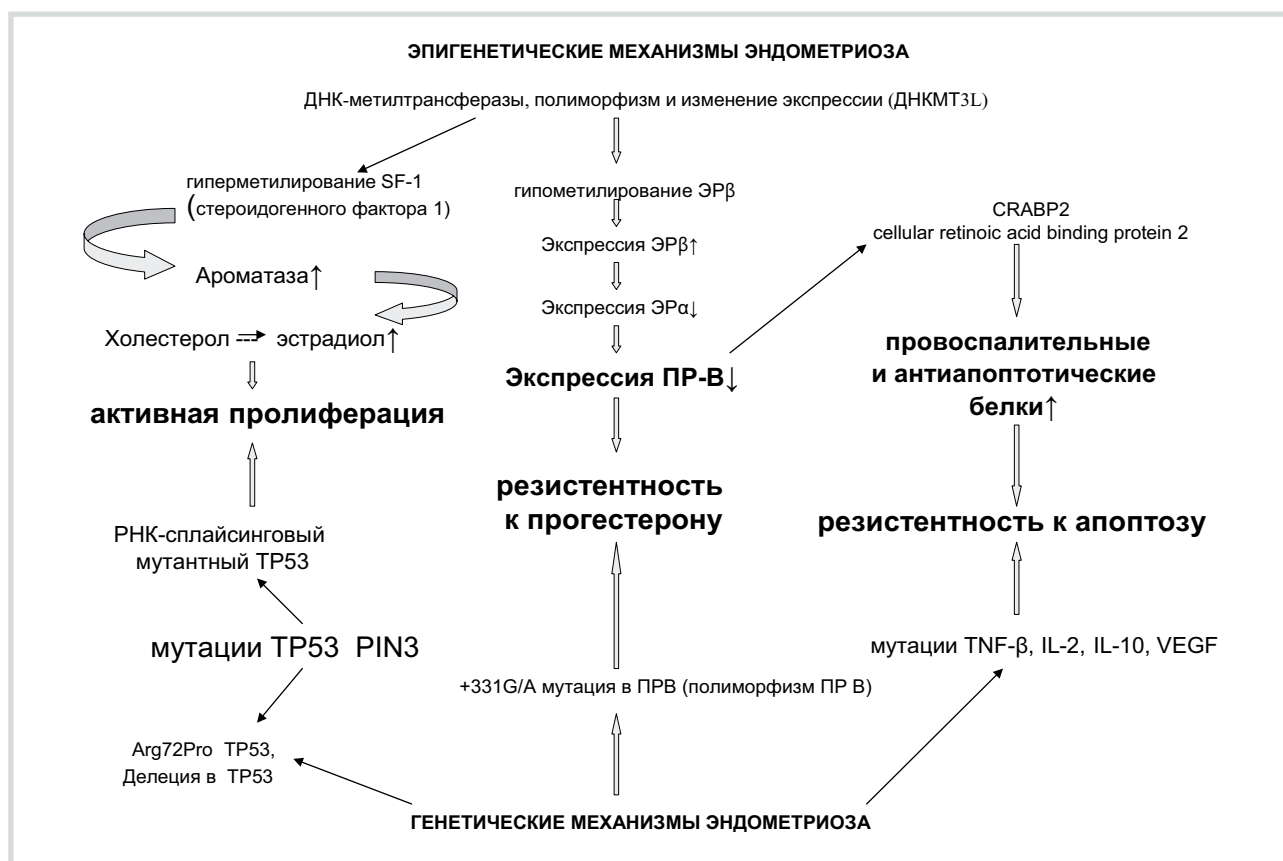 ЭПИГЕНЕТИЧЕСКИЕ МЕХАНИЗМЫ ЭНДОМЕТРИОЗА
ДНК-метилтрансферазы, полиморфизм и изменение экспрессии (ДНКМТ3L)
гиперметилирование SF-1
(стероидогенного фактора 1)
Ароматаза↑
Холестерол ---→ эстрадиол↑
активная пролиферация
РНК-сплайсинговый
мутантный ТР53
мутации ТР53 PIN3
Arg72Pro TP53,
Делеция в ТР53
гипометилирование ЭРβ
Экспрессия ЭРβ↑
Экспрессия ЭРα↓
Экспрессия ПР-В↓
резистентность
к прогестерону
+331G/A мутация в ПРВ (полиморфизм ПР В)
CRABP2
cellular retinoic acid binding protein 2
провоспалительные
и антиапоптотические
белки↑
резистентность к апоптозу
мутации TNF-β, IL-2, IL-10, VEGF
ГЕНЕТИЧЕСКИЕ МЕХАНИЗМЫ ЭНДОМЕТРИОЗА